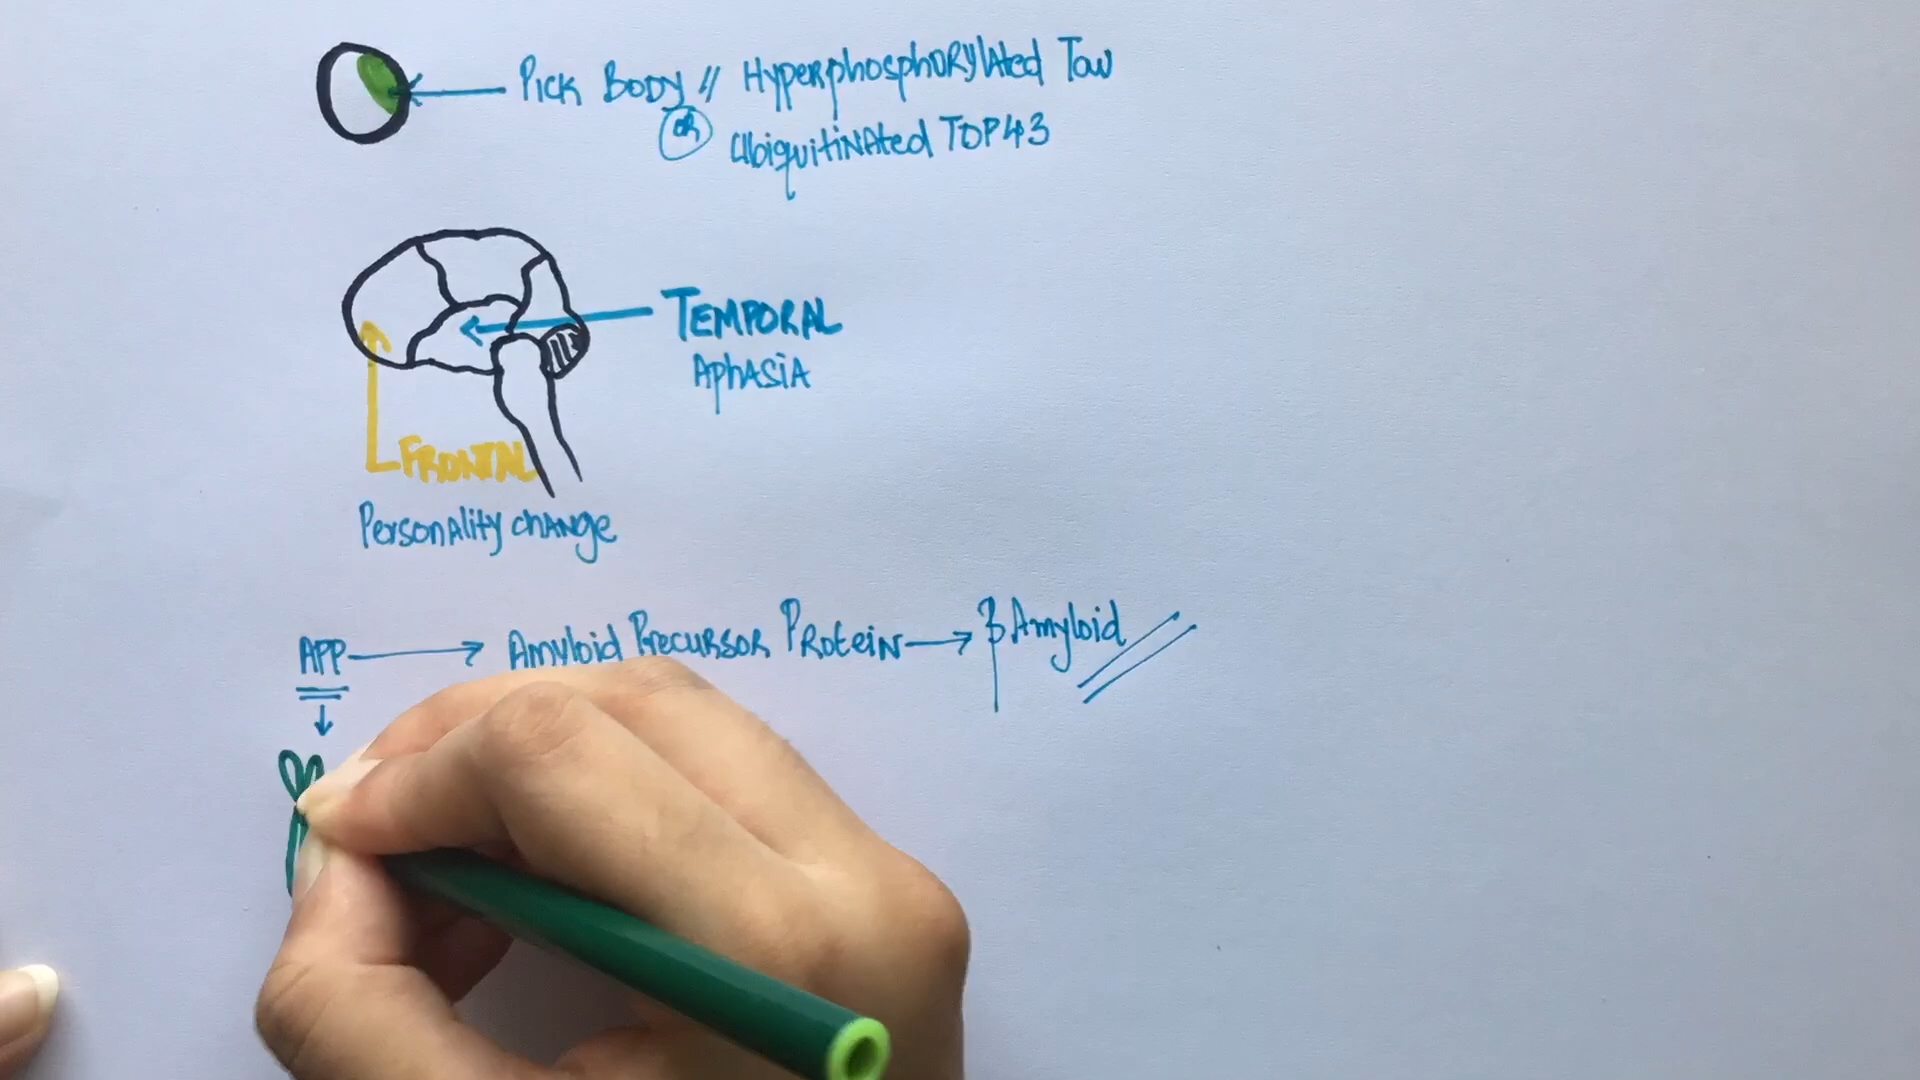 Pick Body // Hyperphosphorylated Tau
OR
Ubiquitinated TDP43
TEMPORAL
Aphasia
FRONTAL
Personality change
APP → Amyloid Precursor Protein → β Amyloid